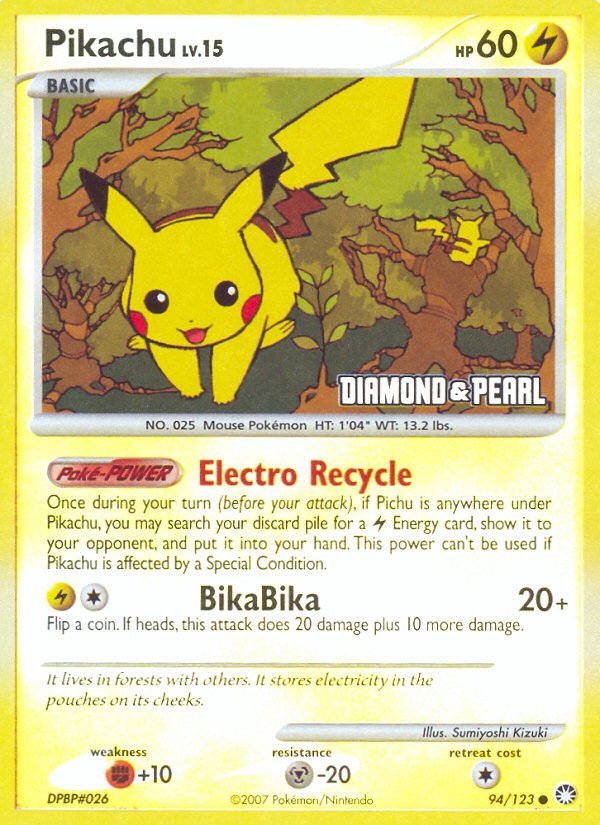 Pikachu LV.15
HP 60
BASIC
DIAMOND & PEARL
NO. 025 Mouse Pokémon HT: 1'04" WT: 13.2 lbs.
Poké-POWER Electro Recycle
Once during your turn (before your attack), if Pichu is anywhere under
Pikachu, you may search your discard pile for a Energy card, show it to
your opponent, and put it into your hand. This power can't be used if
Pikachu is affected by a Special Condition.
BikaBika 20+
Flip a coin. If heads, this attack does 20 damage plus 10 more damage.
It lives in forests with others. It stores electricity in the
pouches on its cheeks.
Illus. Sumiyoshi Kizuki
weakness resistance retreat cost
+10 -20
DPBP#026 ©2007 Pokémon/Nintendo 94/123